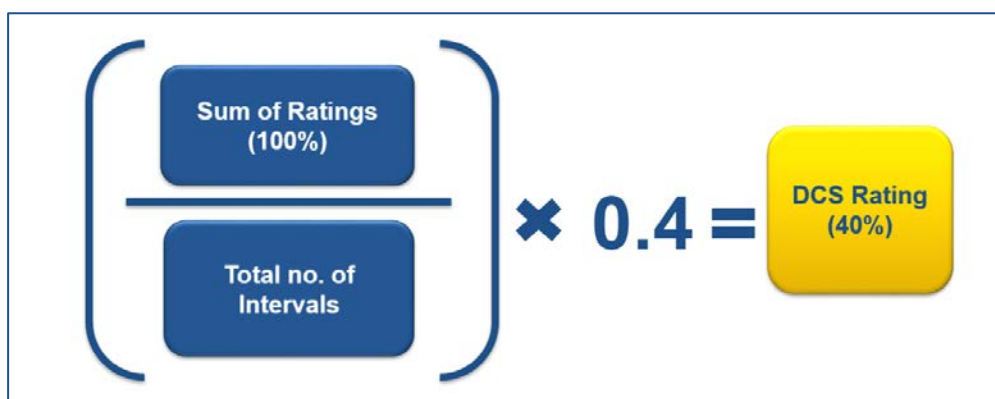 Sum of Ratings
(100%)
Total no. of
Intervals
× 0.4 =
DCS Rating
(40%)